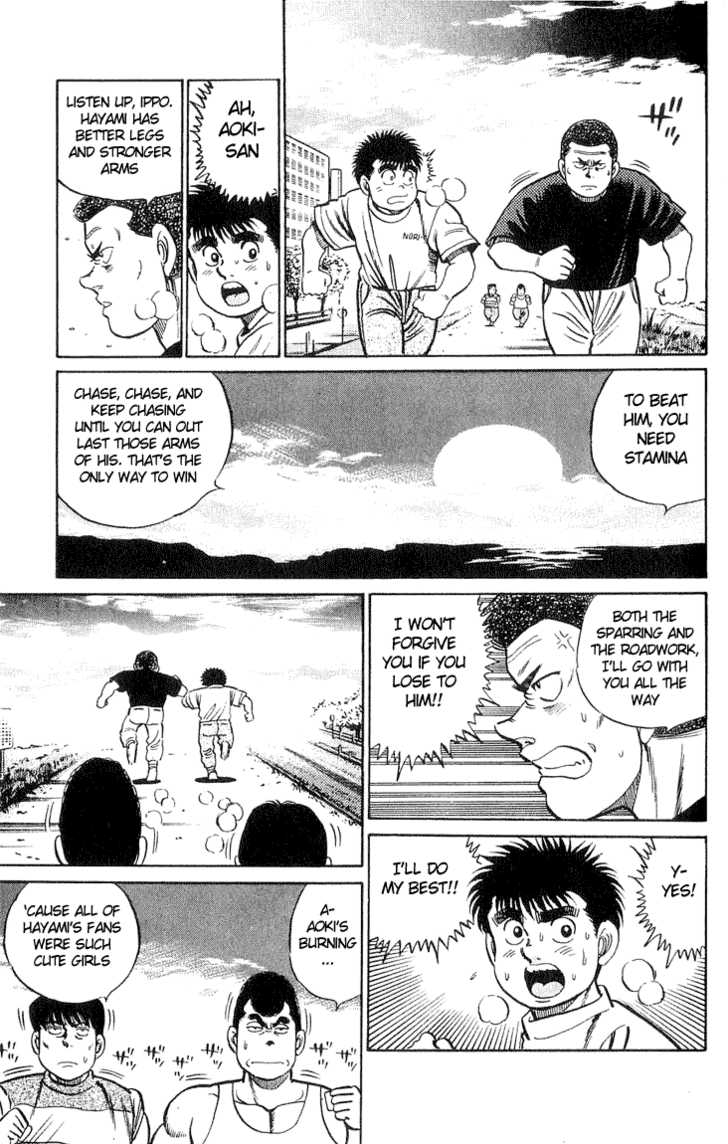 NORI-
AH,
AOKI-
SAN
LISTEN UP, IPPO.
HAYAMI HAS
BETTER LEGS
AND STRONGER
ARMS
TO BEAT
HIM, YOU
NEED
STAMINA
CHASE, CHASE, AND
KEEP CHASING
UNTIL YOU CAN OUT
LAST THOSE ARMS
OF HIS. THAT'S THE
ONLY WAY TO WIN
BOTH THE
SPARRING AND
THE ROADWORK,
I'LL GO WITH
YOU ALL THE
WAY
I WON'T
FORGIVE
YOU IF YOU
LOSE TO
HIM!!
Y-
YES!
I'LL DO
MY BEST!!
A-
AOKI'S
BURNING
...
'CAUSE ALL OF
HAYAMI'S FANS
WERE SUCH
CUTE GIRLS